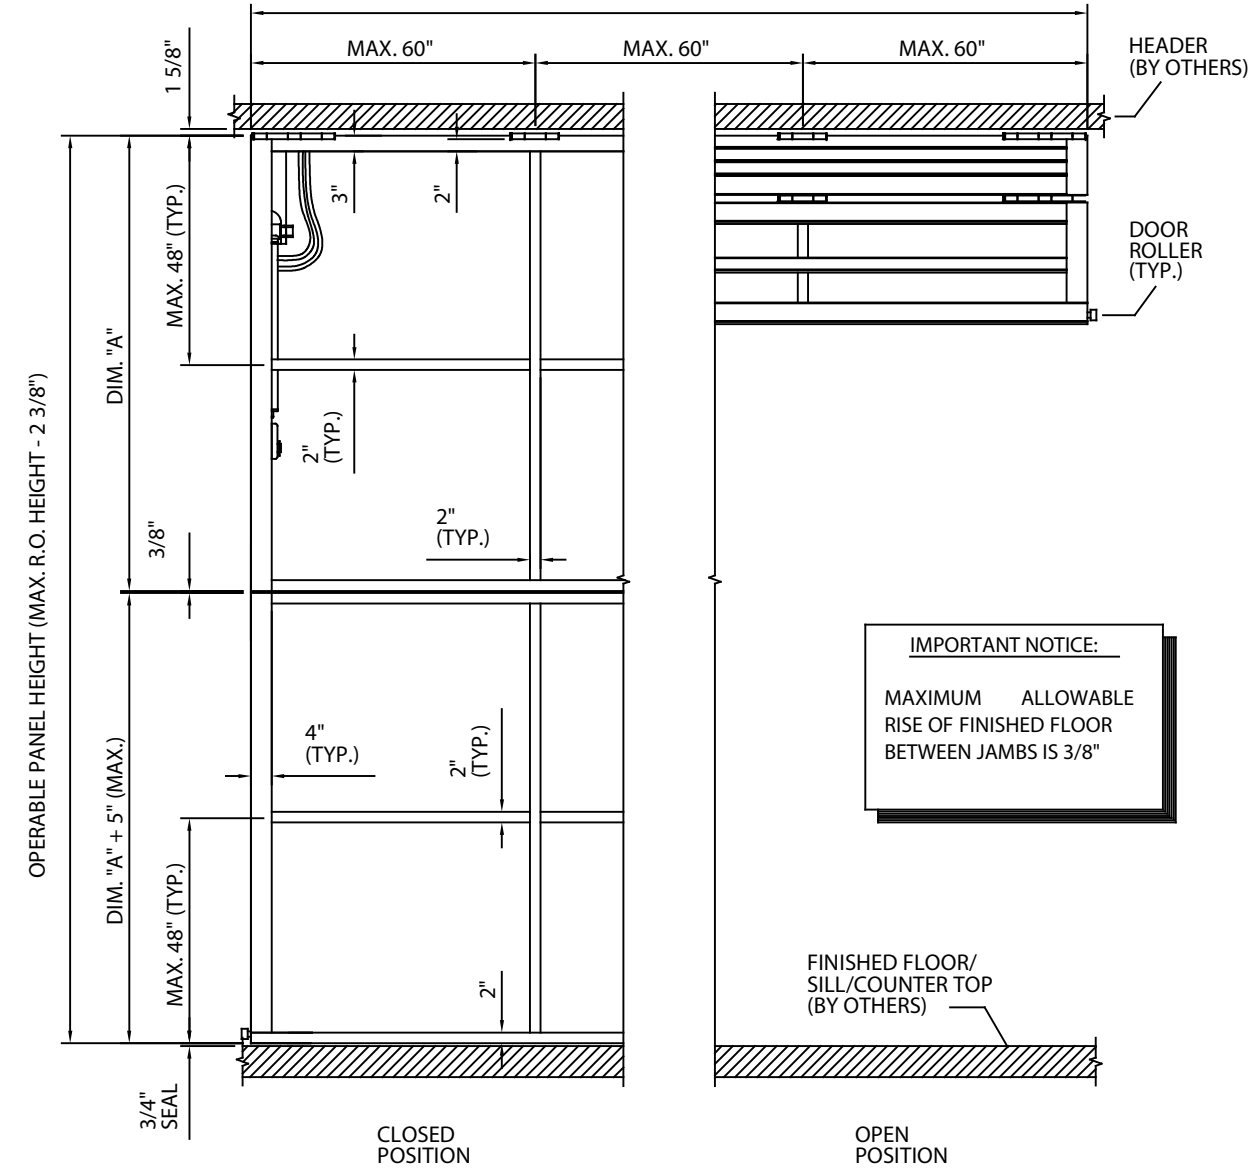 MAX. 60"
MAX. 60"
MAX. 60"
HEADER
(BY OTHERS)
1 5/8"
3"
2"
MAX. 48" (TYP.)
DOOR
ROLLER
(TYP.)
DIM. "A"
OPERABLE PANEL HEIGHT (MAX. R.O. HEIGHT - 2 3/8")
2"
(TYP.)
2"
(TYP.)
3/8"
IMPORTANT NOTICE:
MAXIMUM ALLOWABLE
RISE OF FINISHED FLOOR
BETWEEN JAMBS IS 3/8"
4"
(TYP.)
2"
(TYP.)
DIM. "A" + 5" (MAX.)
MAX. 48" (TYP.)
2"
FINISHED FLOOR/
SILL/COUNTER TOP
(BY OTHERS)
3/4"
SEAL
CLOSED
POSITION
OPEN
POSITION